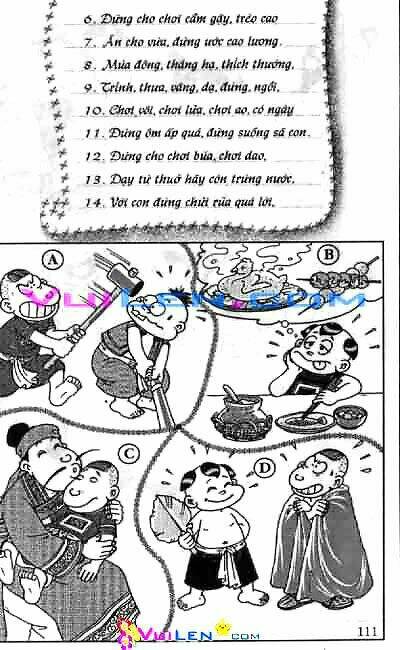 6. Đừng cho chơi cầm gậy, trèo cao
7. Ăn cho vừa, đừng ước cao lương.
8. Mùa đông, tháng hạ, thích thường,
9. Trình, thưa, vâng, dạ, đứng, ngồi,
10. Chơi vôi, chơi lửa, chơi ao, có ngày
11. Đừng ôm ấp quá, đừng suồng sã con.
12. Đừng cho chơi búa, chơi dao,
13. Dạy từ thuở hãy còn trứng nước,
14. Với con đừng chửi rủa quá lời,
A
B
VUILEN.COM
C
D
111
VUILEN.com